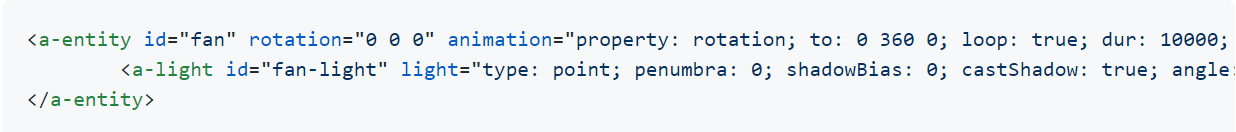 <a-entity id="fan" rotation="0 0 0" animation="property: rotation; to: 0 360 0; loop: true; dur: 10000;
<a-light id="fan-light" light="type: point; penumbra: 0; shadowBias: 0; castShadow: true; angle:
</a-entity>